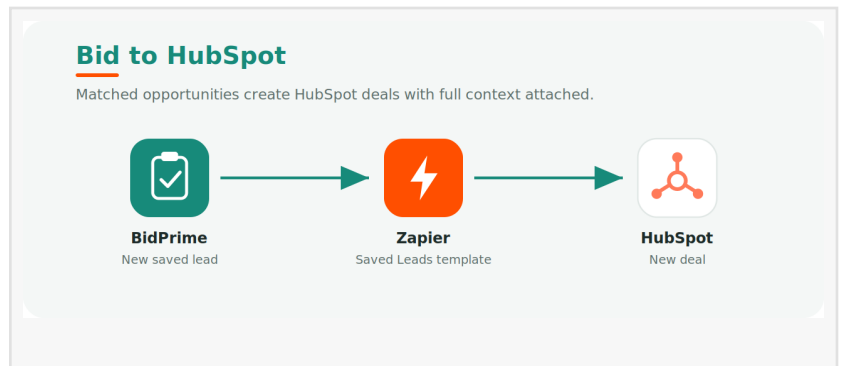 Bid to HubSpot
Matched opportunities create HubSpot deals with full context attached.
BidPrime
New saved lead
Zapier
Saved Leads template
HubSpot
New deal